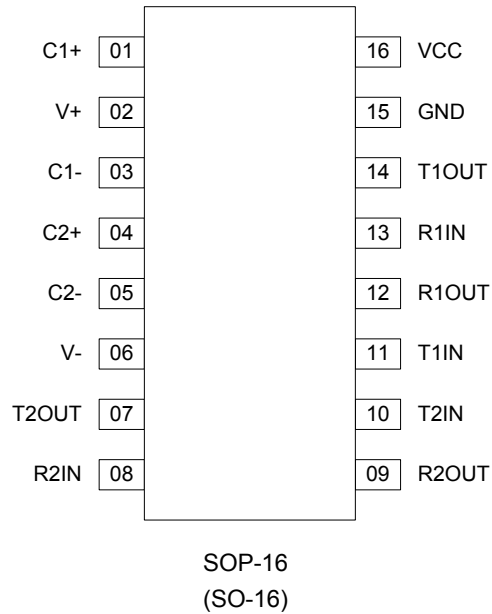 C1+ 01 16 VCC
V+ 02 15 GND
C1- 03 14 T1OUT
C2+ 04 13 R1IN
C2- 05 12 R1OUT
V- 06 11 T1IN
T2OUT 07 10 T2IN
R2IN 08 09 R2OUT
SOP-16
(SO-16)